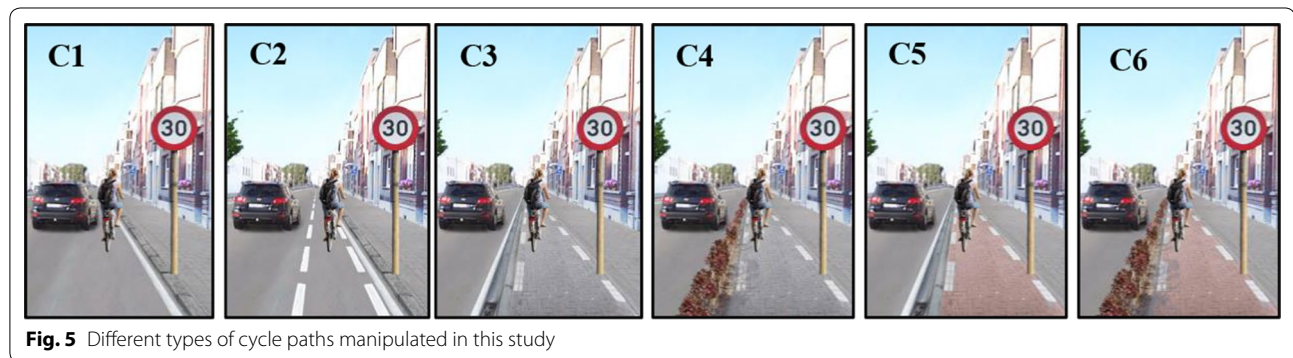 C1
30
C2
30
C3
30
C4
30
C5
30
C6
30
Fig. 5 Different types of cycle paths manipulated in this study